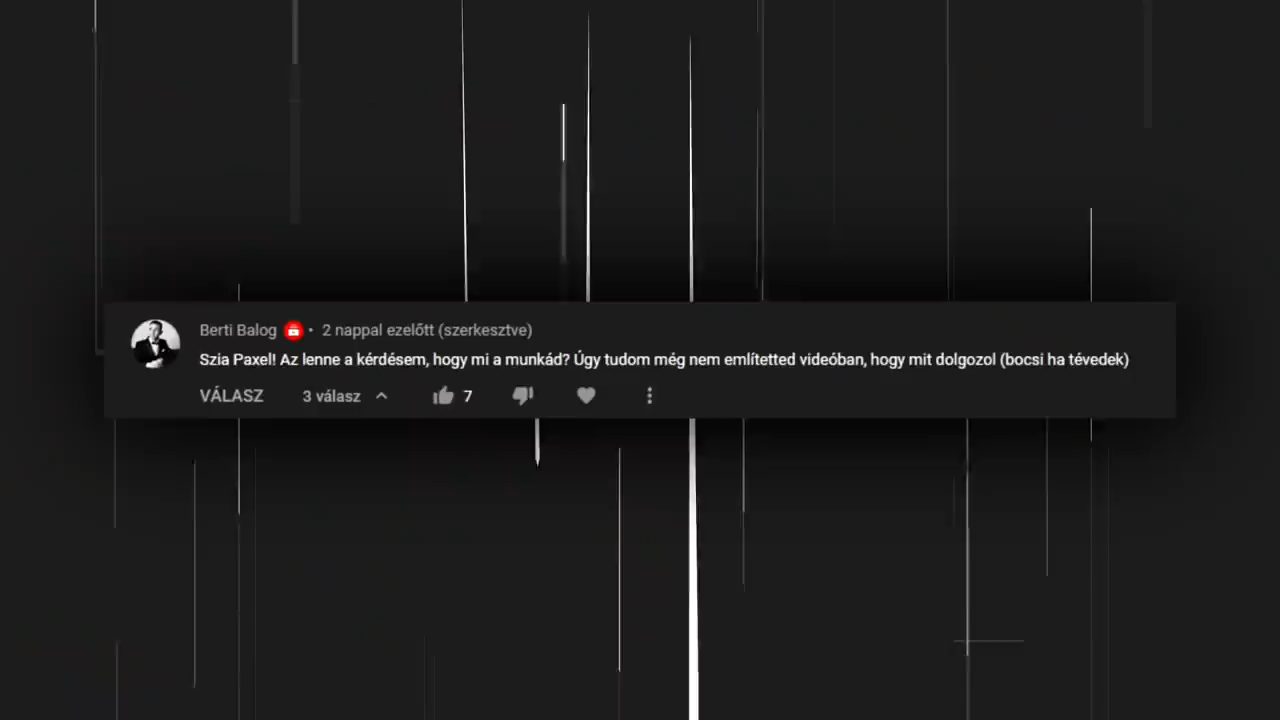 Berti Balog • 2 nappal ezelőtt (szerkesztve)
Szia Paxel! Az lenne a kérdésem, hogy mi a munkád? Úgy tudom még nem említetted videóban, hogy mit dolgozol (bocsi ha tévedek)
VÁLASZ 3 válasz 7